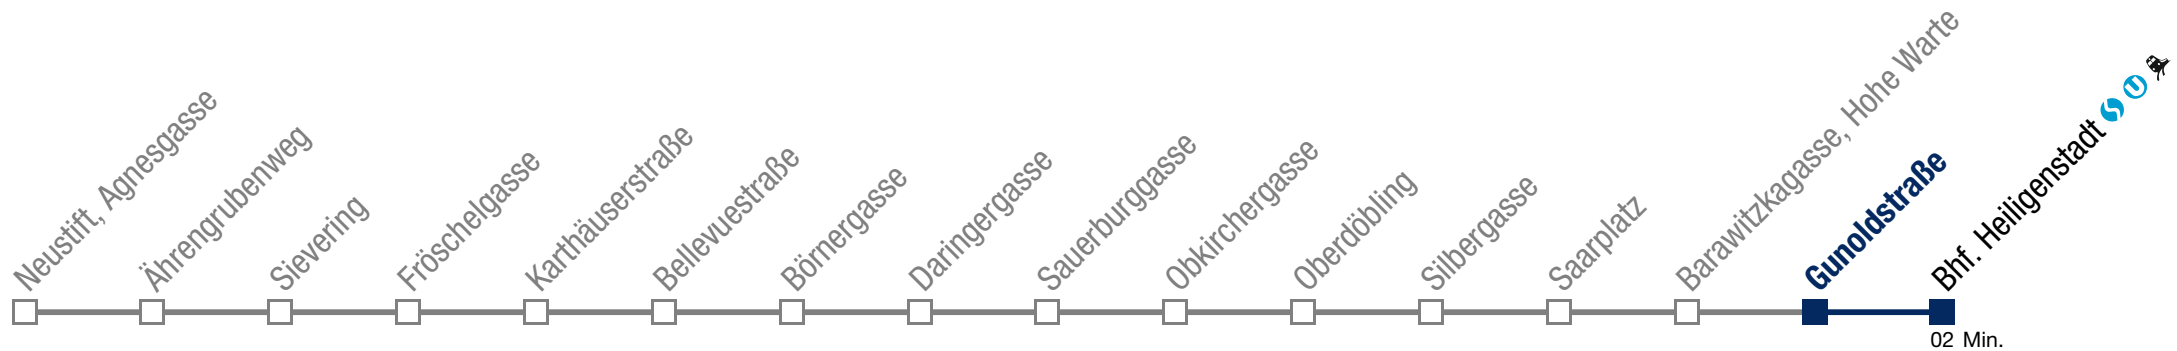 Neustift, Agnesgasse
Ährengrubenweg
Sievering
Fröschelgasse
Karthäuserstraße
Bellevuestraße
Börnergasse
Daringergasse
Sauerburggasse
Obkirchergasse
Oberdöbling
Silbergasse
Saarplatz
Barawitzkagasse, Hohe Warte
Gunoldstraße
Bhf. Heiligenstadt S U
02 Min.